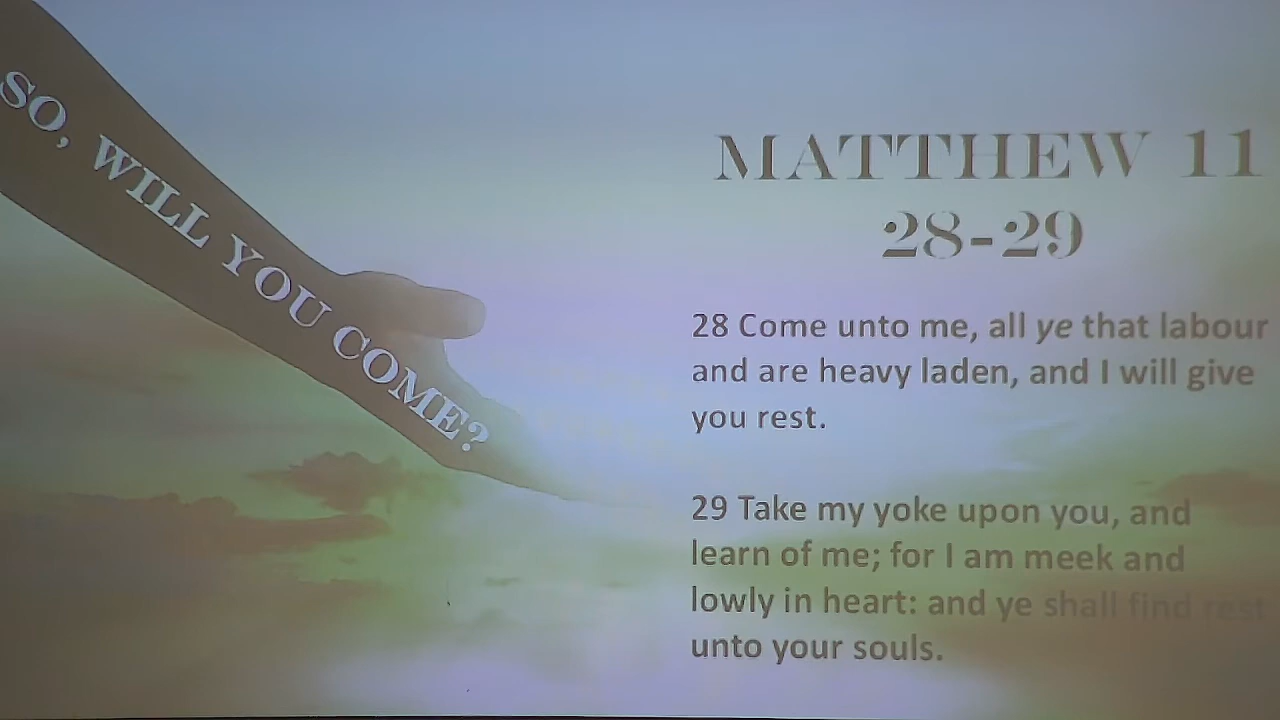 SO, WILL YOU COME?
MATTHEW 11
28-29
28 Come unto me, all ye that labour
and are heavy laden, and I will give
you rest.
29 Take my yoke upon you, and
learn of me; for I am meek and
lowly in heart: and ye shall find rest
unto your souls.